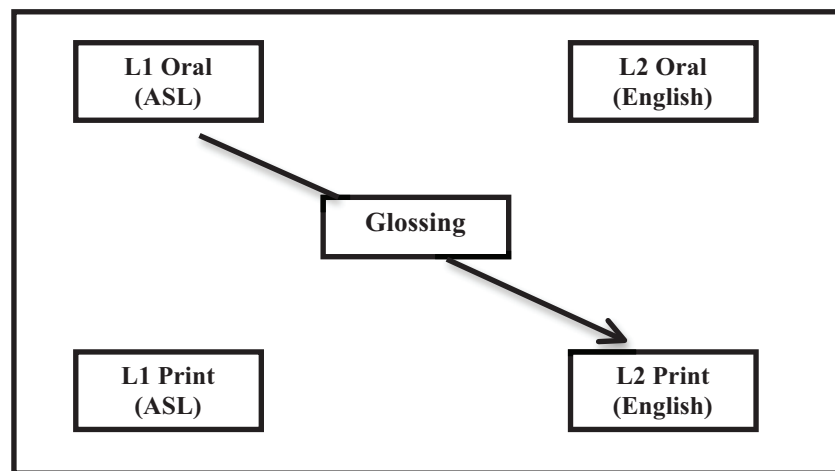 L1 Oral
(ASL)
L2 Oral
(English)
Glossing
L1 Print
(ASL)
L2 Print
(English)